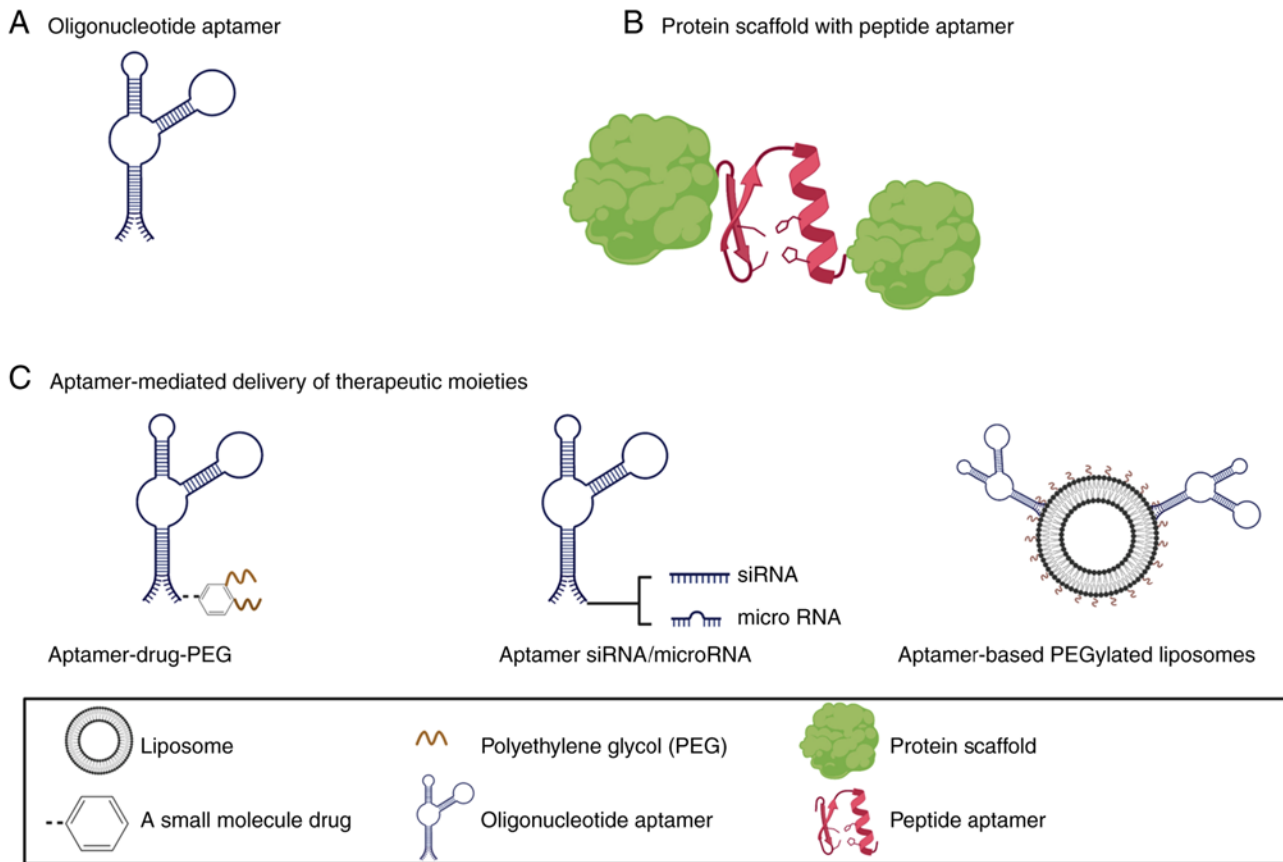 A Oligonucleotide aptamer
B Protein scaffold with peptide aptamer
C Aptamer-mediated delivery of therapeutic moieties
siRNA
micro RNA
Aptamer-drug-PEG
Aptamer siRNA/microRNA
Aptamer-based PEGylated liposomes
Liposome
Polyethylene glycol (PEG)
Protein scaffold
A small molecule drug
Oligonucleotide aptamer
Peptide aptamer